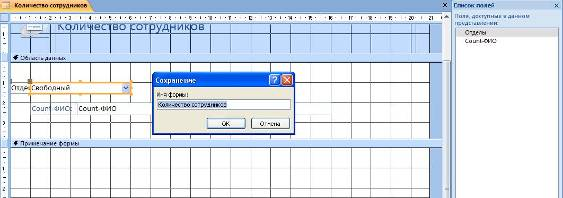 Количество сотрудников
Список полей
Поля, доступные в данном представлении:
Отделы
Count-ФИО
Количество сотрудников
Область данных
Отде Свободный
Count-ФИО: Count-ФИО
Сохранение
Имя формы:
Количество сотрудников
ОК Отмена
Примечание формы